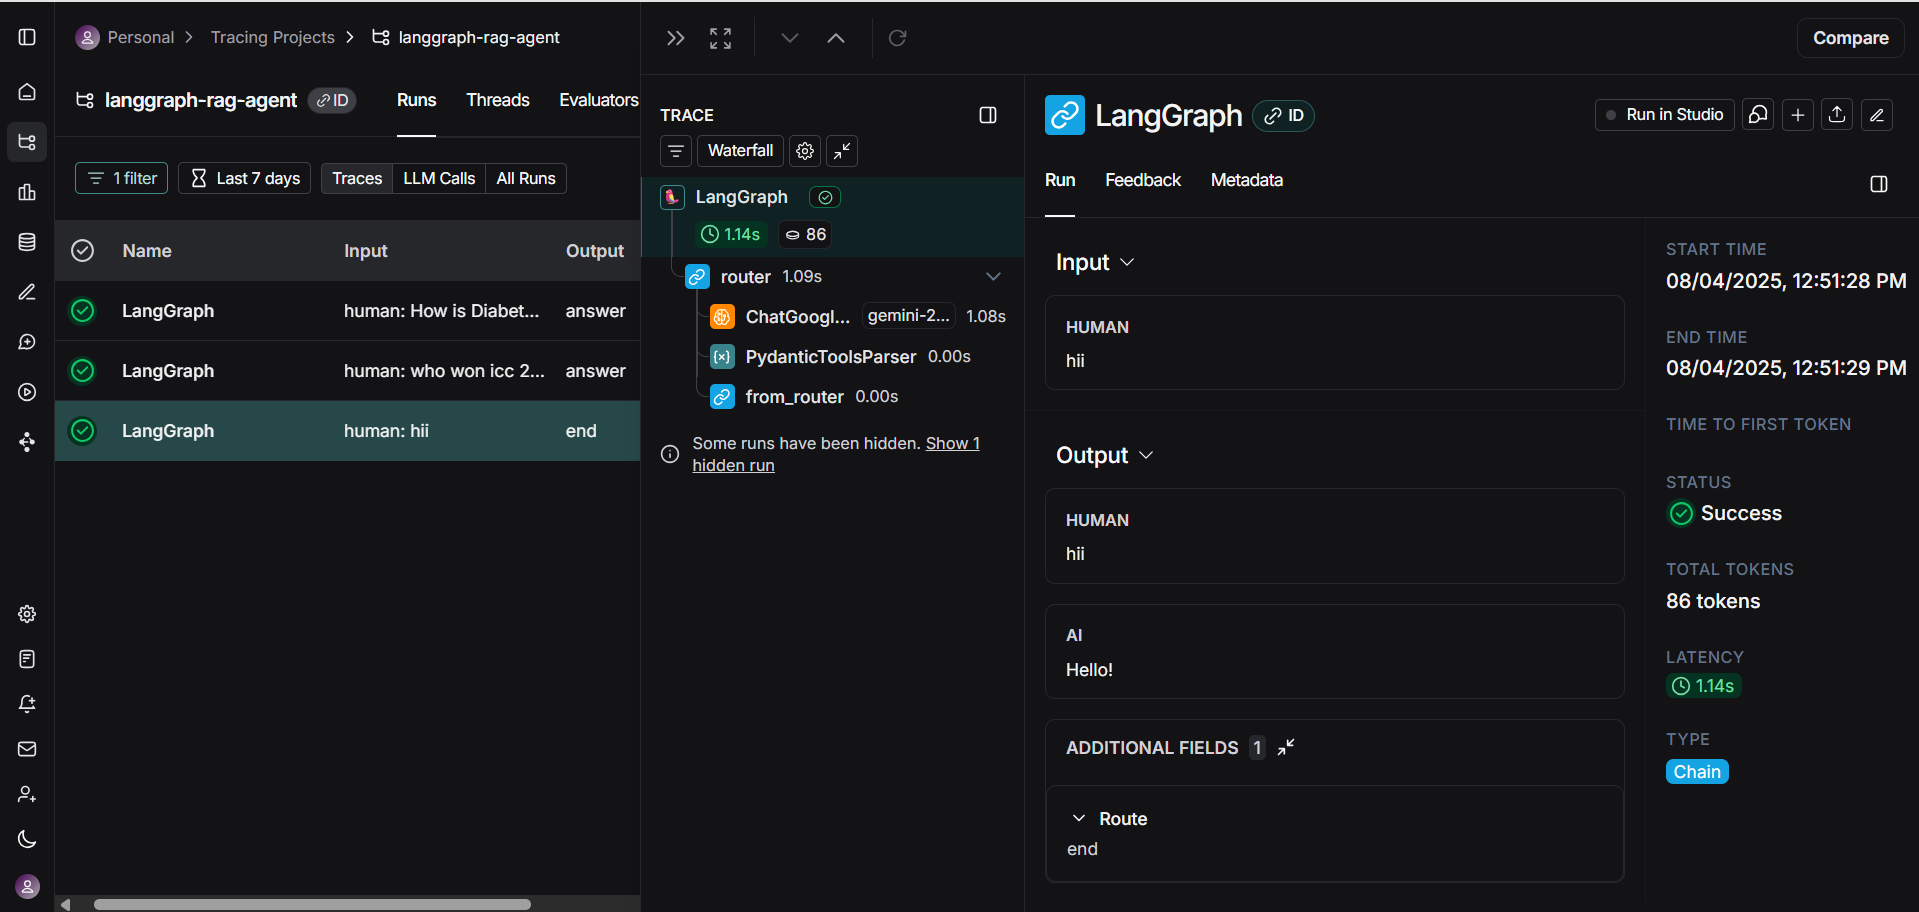 Personal
Tracing Projects
langgraph-rag-agent
langgraph-rag-agent
ID
Runs
Threads
Evaluators
1 filter
Last 7 days
Traces
LLM Calls
All Runs
Name
Input
Output
LangGraph
human: How is Diabet...
answer
LangGraph
human: who won icc 2...
answer
LangGraph
human: hii
end
Compare
TRACE
Waterfall
LangGraph
1.14s
86
router
1.09s
ChatGoogl...
gemini-2...
1.08s
PydanticToolsParser
0.00s
from_router
0.00s
Some runs have been hidden. Show 1
hidden run
LangGraph
ID
Run in Studio
Run
Feedback
Metadata
Input
HUMAN
hii
Output
HUMAN
hii
AI
Hello!
ADDITIONAL FIELDS
1
Route
end
START TIME
08/04/2025, 12:51:28 PM
END TIME
08/04/2025, 12:51:29 PM
TIME TO FIRST TOKEN
STATUS
Success
TOTAL TOKENS
86 tokens
LATENCY
1.14s
TYPE
Chain